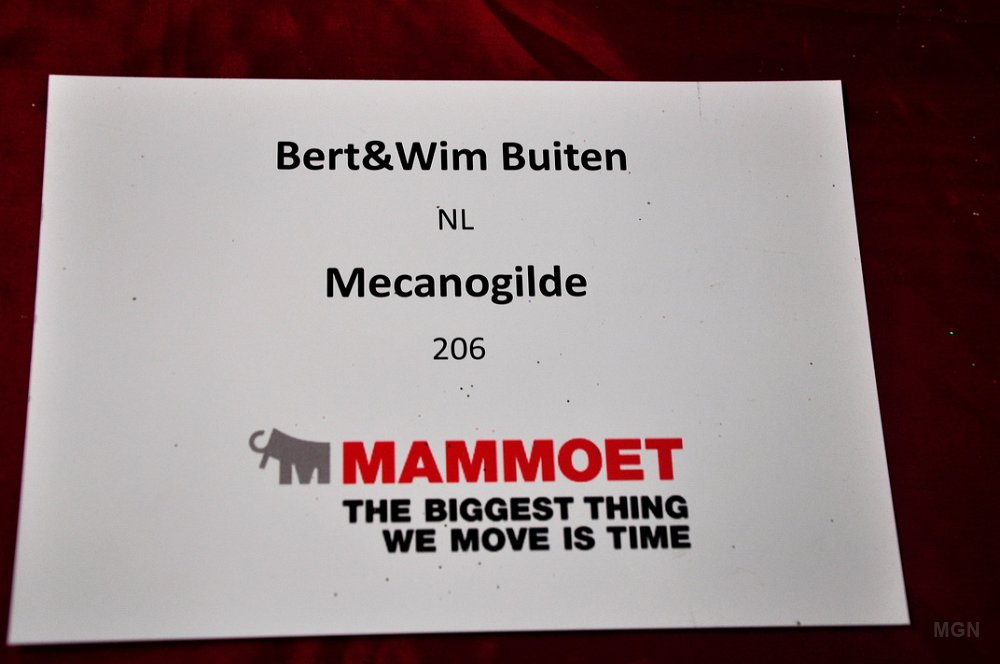 Bert&Wim Buiten
NL
Mecanogilde
206
MAMMOET
THE BIGGEST THING
WE MOVE IS TIME
MGN